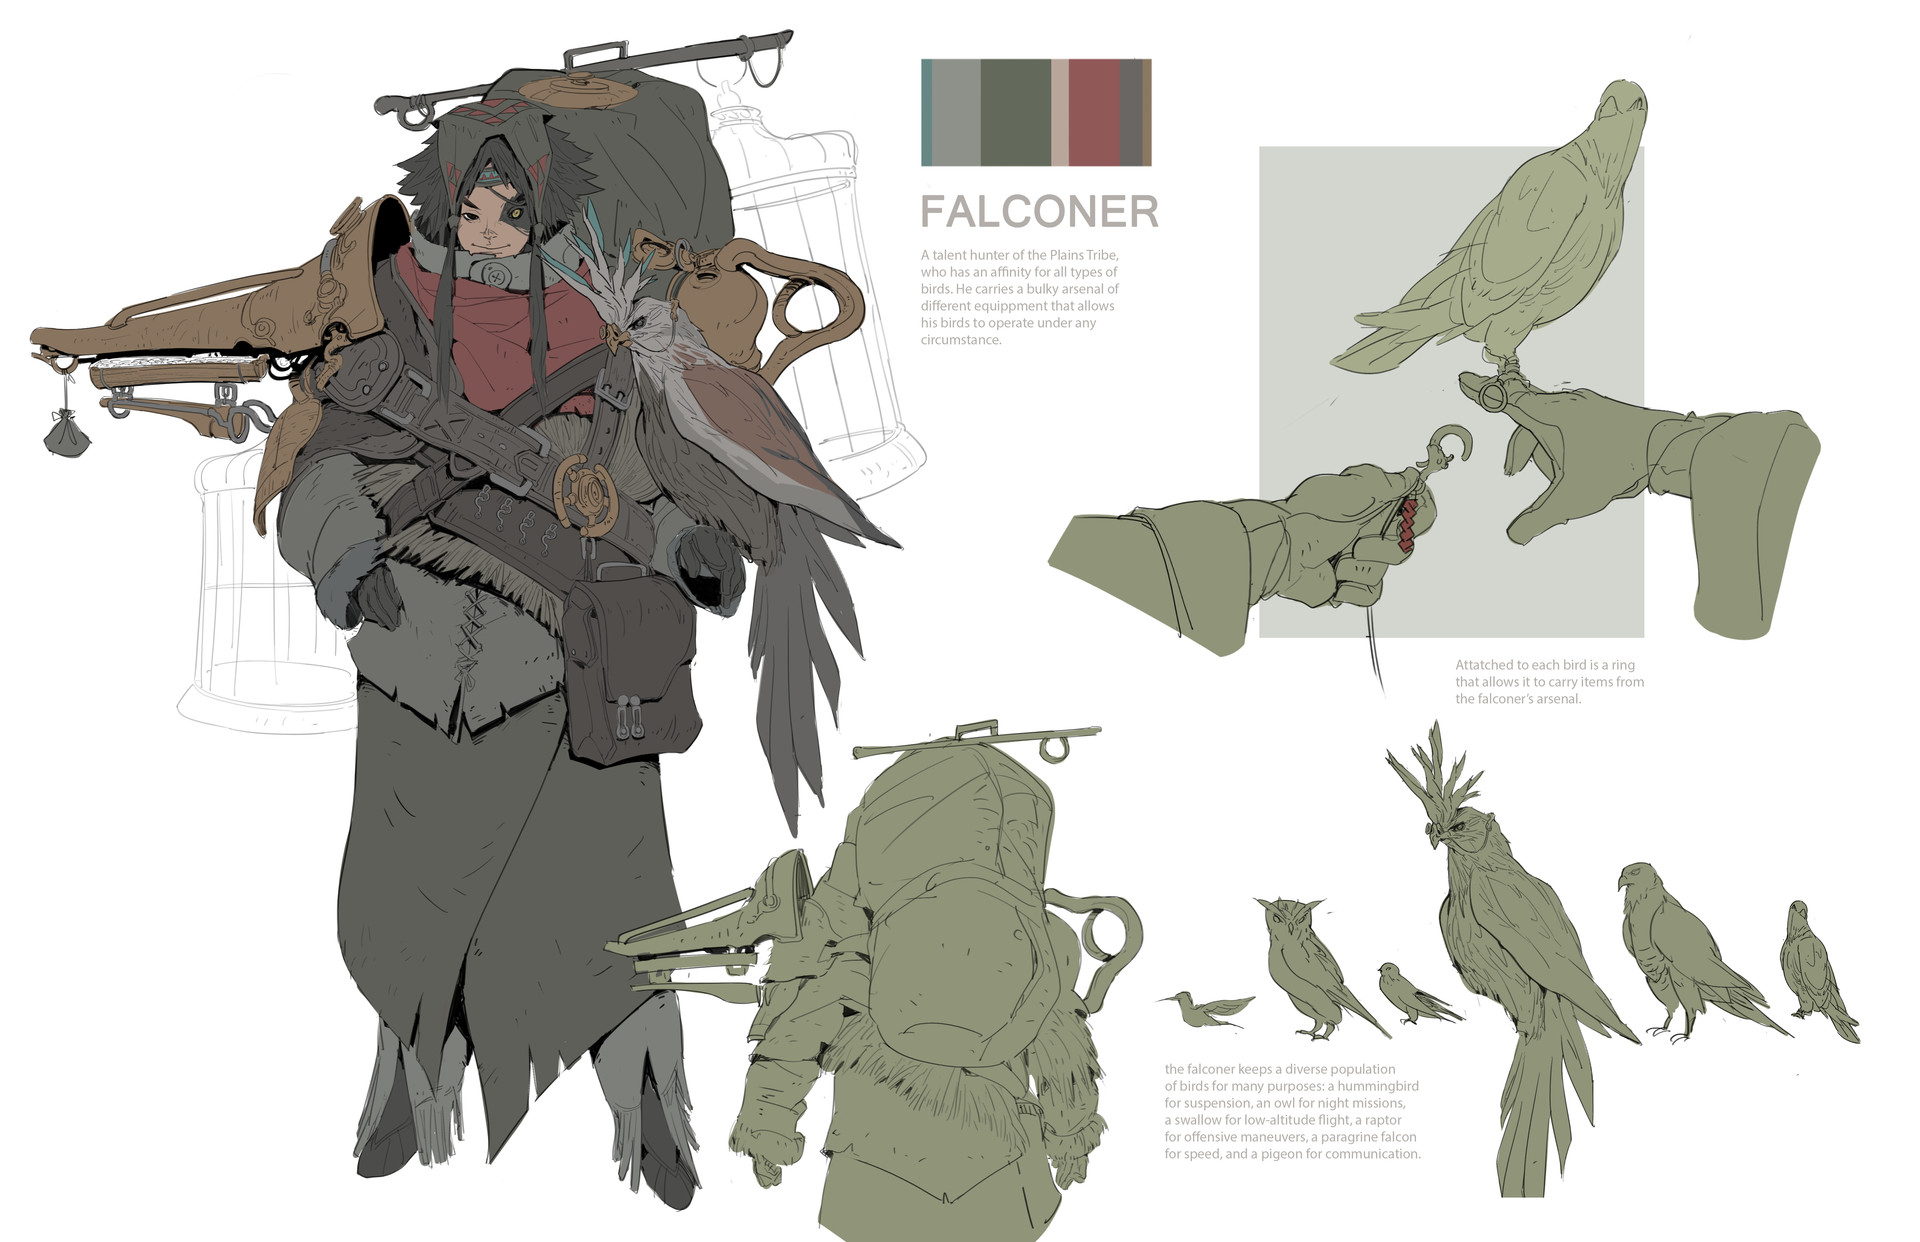 FALCONER
A talent hunter of the Plains Tribe,
who has an affinity for all types of
birds. He carries a bulky arsenal of
different equippment that allows
his birds to operate under any
circumstance.
Attatched to each bird is a ring
that allows it to carry items from
the falconer's arsenal.
the falconer keeps a diverse population
of birds for many purposes: a hummingbird
for suspension, an owl for night missions,
a swallow for low-altitude flight, a raptor
for offensive maneuvers, a paragrine falcon
for speed, and a pigeon for communication.